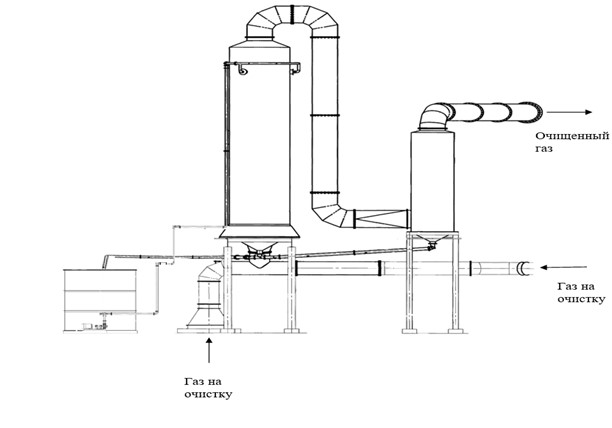 Очищенный
газ
Газ на
очистку
Газ на
очистку